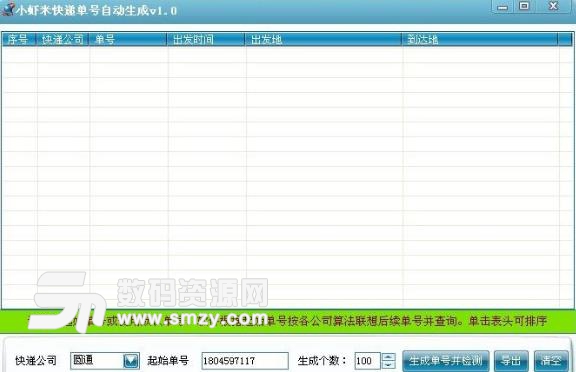 小虾米快递单号自动生成v1.0
序号 快递公司 单号 出发时间 出发地 到达地
数码资源网
www.smzy.com
单号按各公司算法联想后续单号并查询。单击表头可排序
快递公司 圆通 起始单号 1804597117 生成个数: 100 生成单号并检测 导出 清空